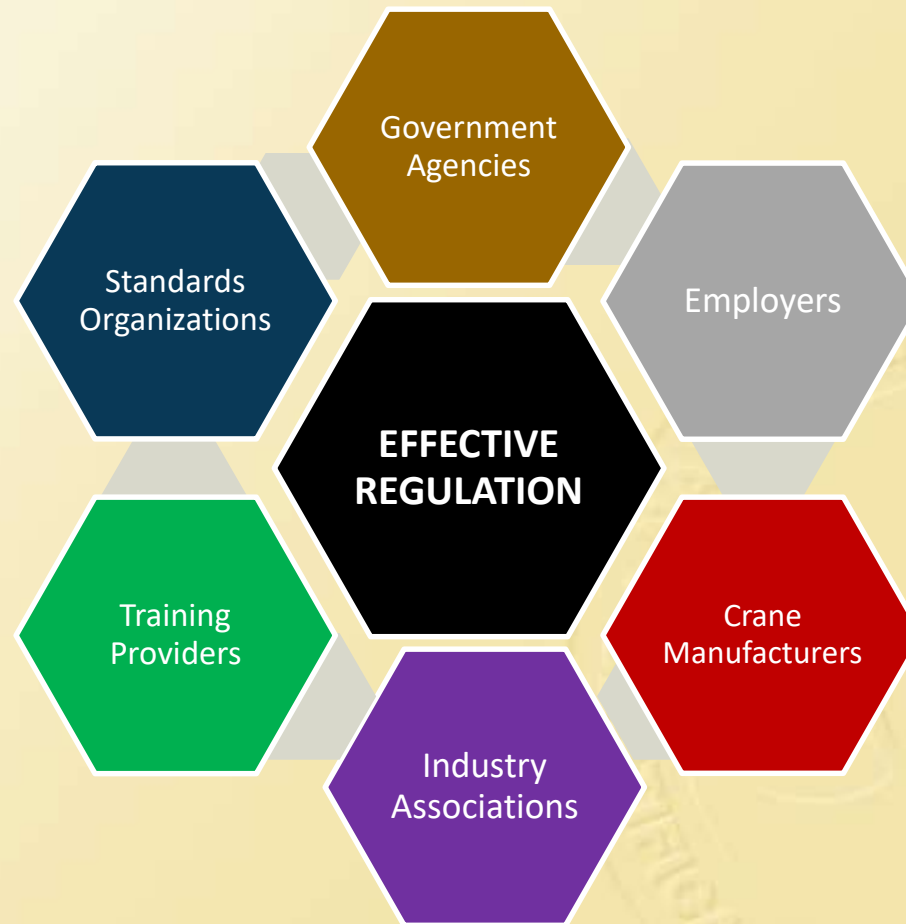 Government
Agencies
Standards
Organizations
Employers
EFFECTIVE
REGULATION
Training
Providers
Crane
Manufacturers
Industry
Associations